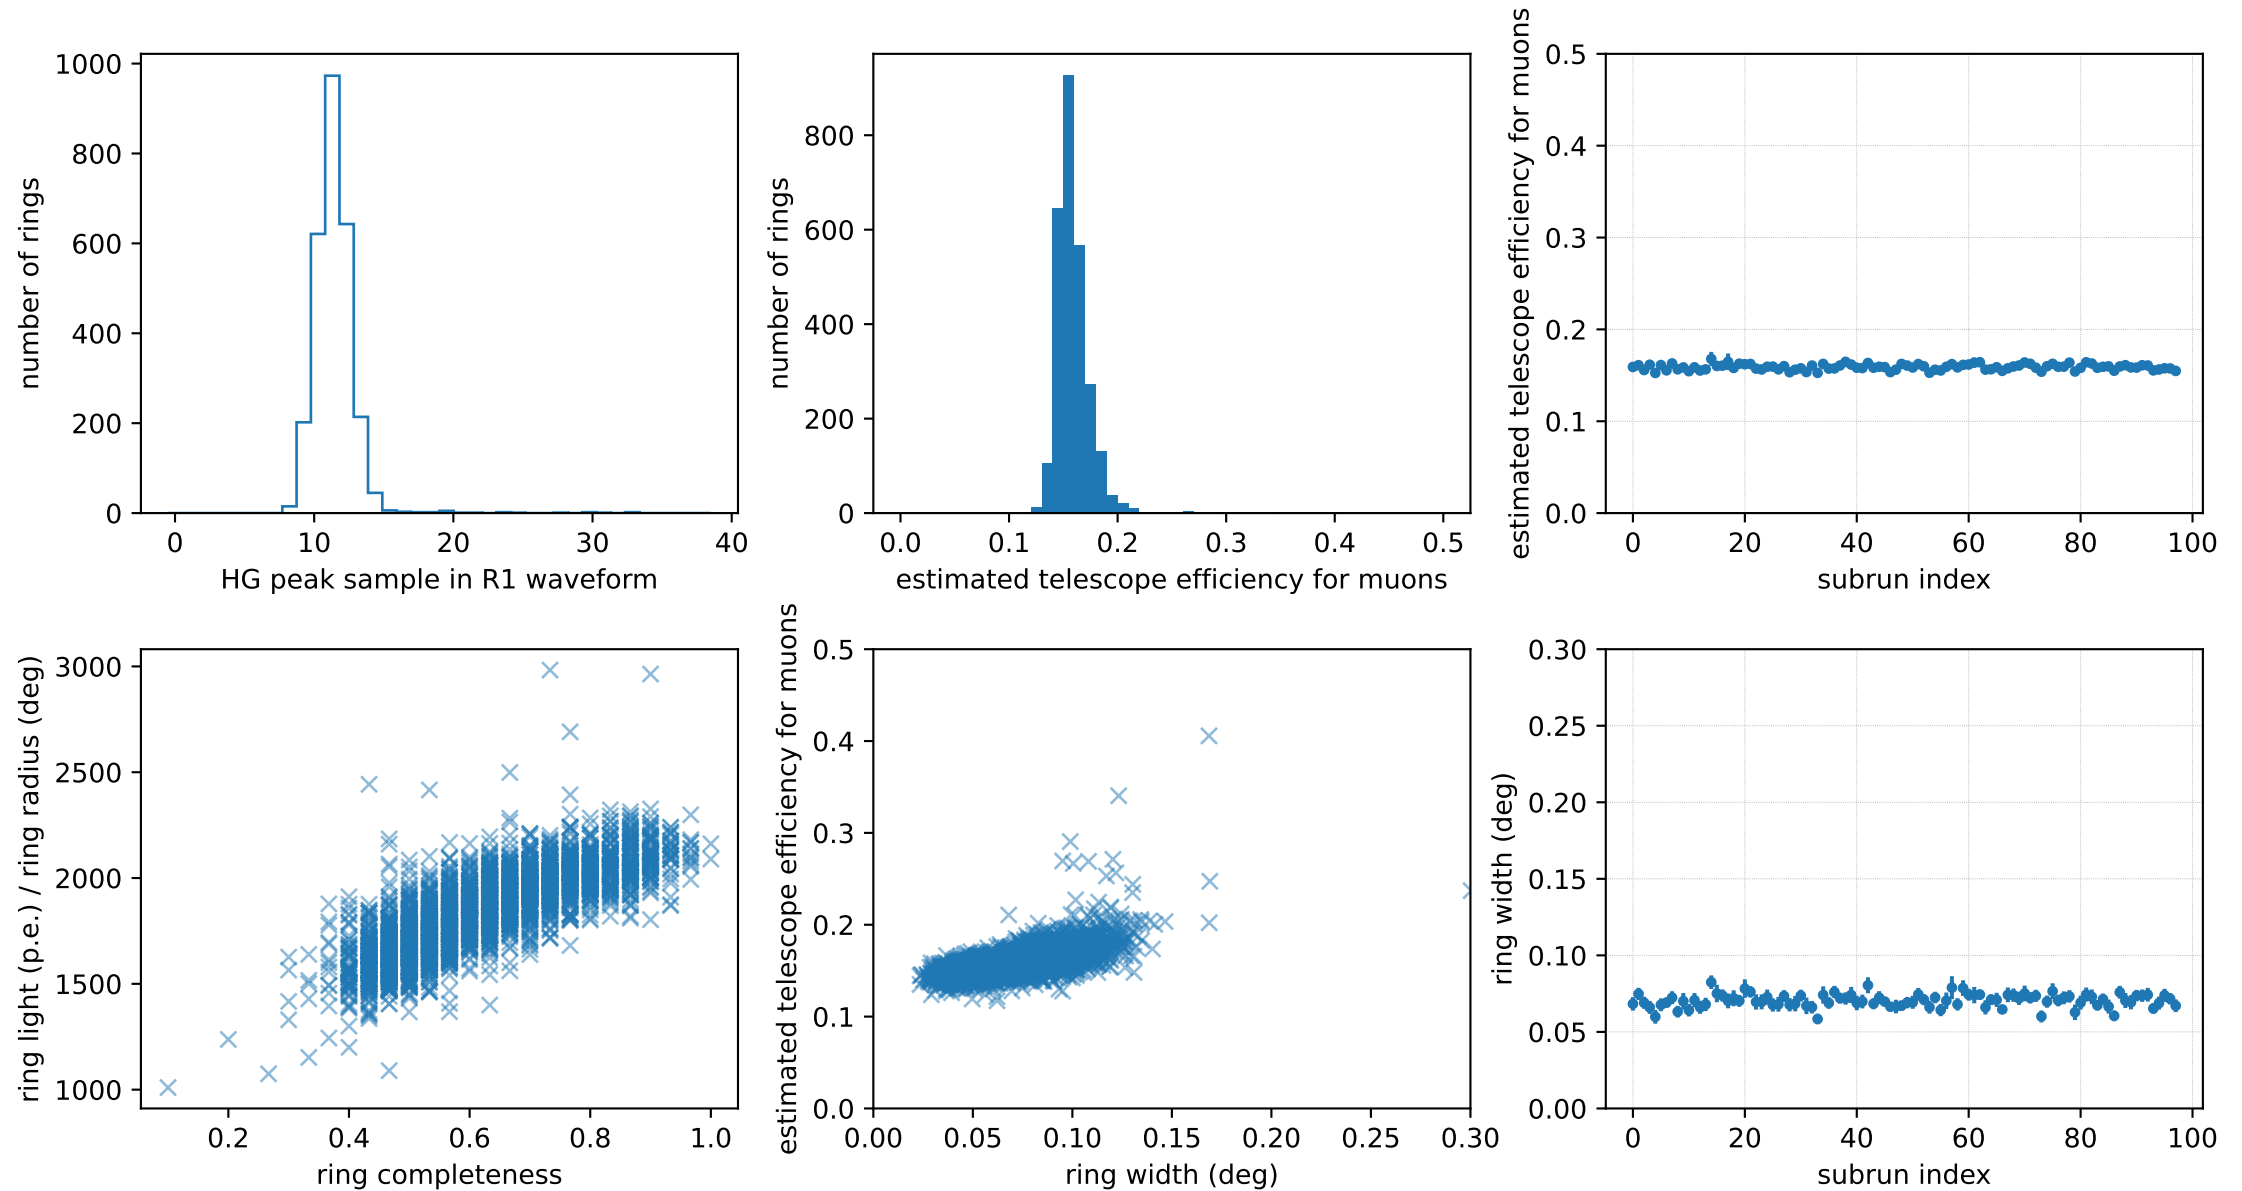 number of rings
1000
800
600
400
200
0
0 10 20 30 40
HG peak sample in R1 waveform
number of rings
800
600
400
200
0
0.0 0.1 0.2 0.3 0.4 0.5
estimated telescope efficiency for muons
estimated telescope efficiency for muons
0.5
0.4
0.3
0.2
0.1
0.0
0 20 40 60 80 100
subrun index
ring light (p.e.) / ring radius (deg)
3000
2500
2000
1500
1000
0.2 0.4 0.6 0.8 1.0
ring completeness
estimated telescope efficiency for muons
0.5
0.4
0.3
0.2
0.1
0.0
0.00 0.05 0.10 0.15 0.20 0.25 0.30
ring width (deg)
ring width (deg)
0.30
0.25
0.20
0.15
0.10
0.05
0.00
0 20 40 60 80 100
subrun index